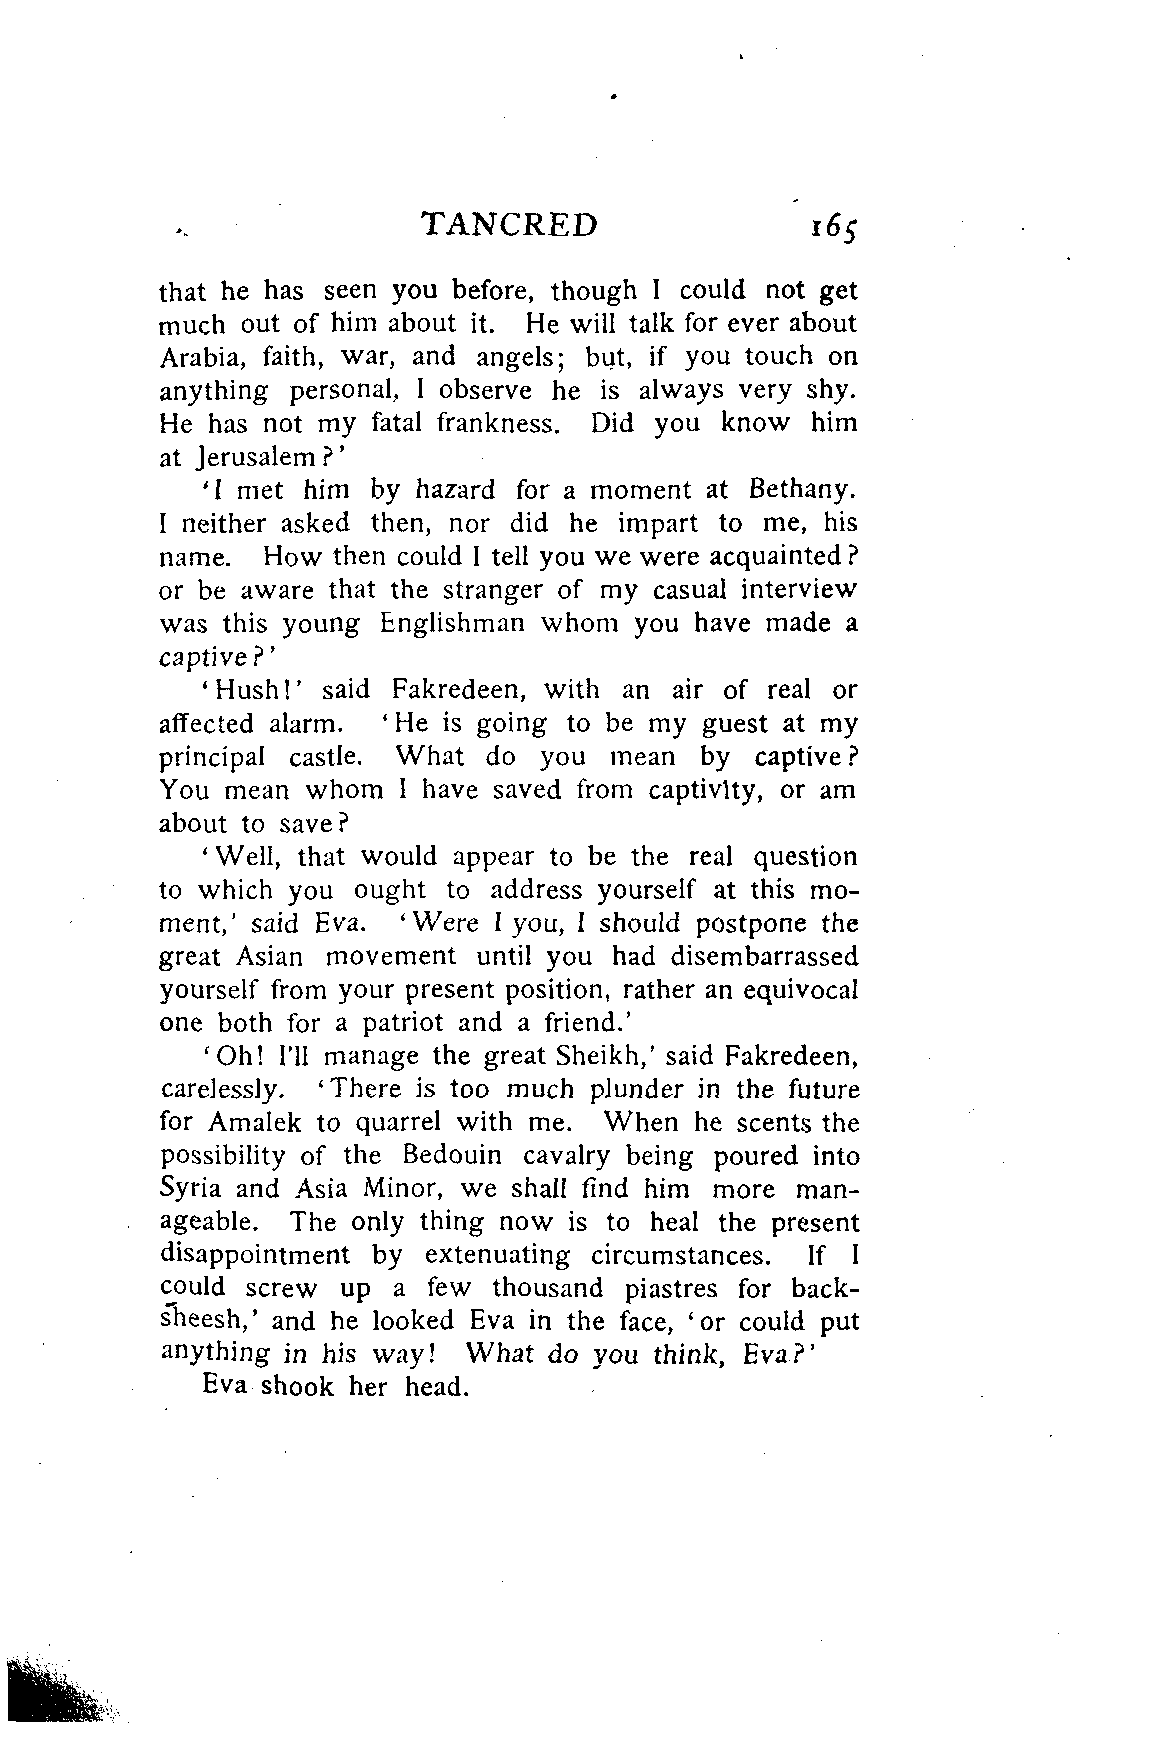 TANCRED 165
that he has seen you before, though I could not get
much out of him about it. He will talk for ever about
Arabia, faith, war, and angels; but, if you touch on
anything personal, I observe he is always very shy.
He has not my fatal frankness. Did you know him
at Jerusalem?'
'I met him by hazard for a moment at Bethany.
I neither asked then, nor did he impart to me, his
name. How then could I tell you we were acquainted?
or be aware that the stranger of my casual interview
was this young Englishman whom you have made a
captive?'
'Hush!' said Fakredeen, with an air of real or
affected alarm. 'He is going to be my guest at my
principal castle. What do you mean by captive?
You mean whom I have saved from captivity, or am
about to save?
'Well, that would appear to be the real question
to which you ought to address yourself at this mo-
ment,' said Eva. 'Were I you, I should postpone the
great Asian movement until you had disembarrassed
yourself from your present position, rather an equivocal
one both for a patriot and a friend.'
'Oh! I'll manage the great Sheikh,' said Fakredeen,
carelessly. 'There is too much plunder in the future
for Amalek to quarrel with me. When he scents the
possibility of the Bedouin cavalry being poured into
Syria and Asia Minor, we shall find him more man-
ageable. The only thing now is to heal the present
disappointment by extenuating circumstances. If I
could screw up a few thousand piastres for back-
sheesh,' and he looked Eva in the face, 'or could put
anything in his way! What do you think, Eva?'
Eva shook her head.